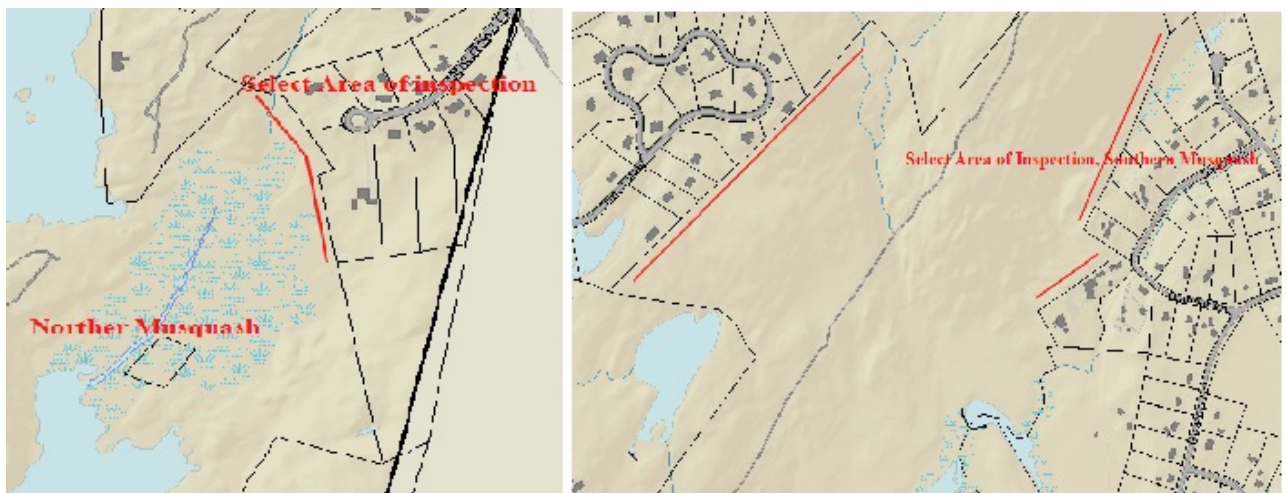 Select Area of inspection
Norther Musquash
Select Area of Inspection, Southern Musquash